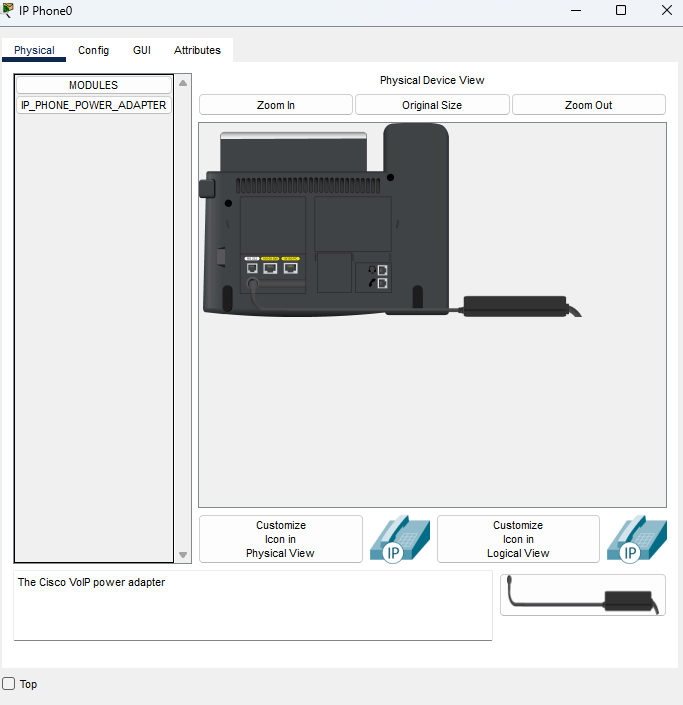 IP Phone0
Physical
Config
GUI
Attributes
MODULES
IP_PHONE_POWER_ADAPTER
Physical Device View
Zoom In
Original Size
Zoom Out
Customize
Icon in
Physical View
IP
Customize
Icon in
Logical View
IP
The Cisco VoIP power adapter
Top